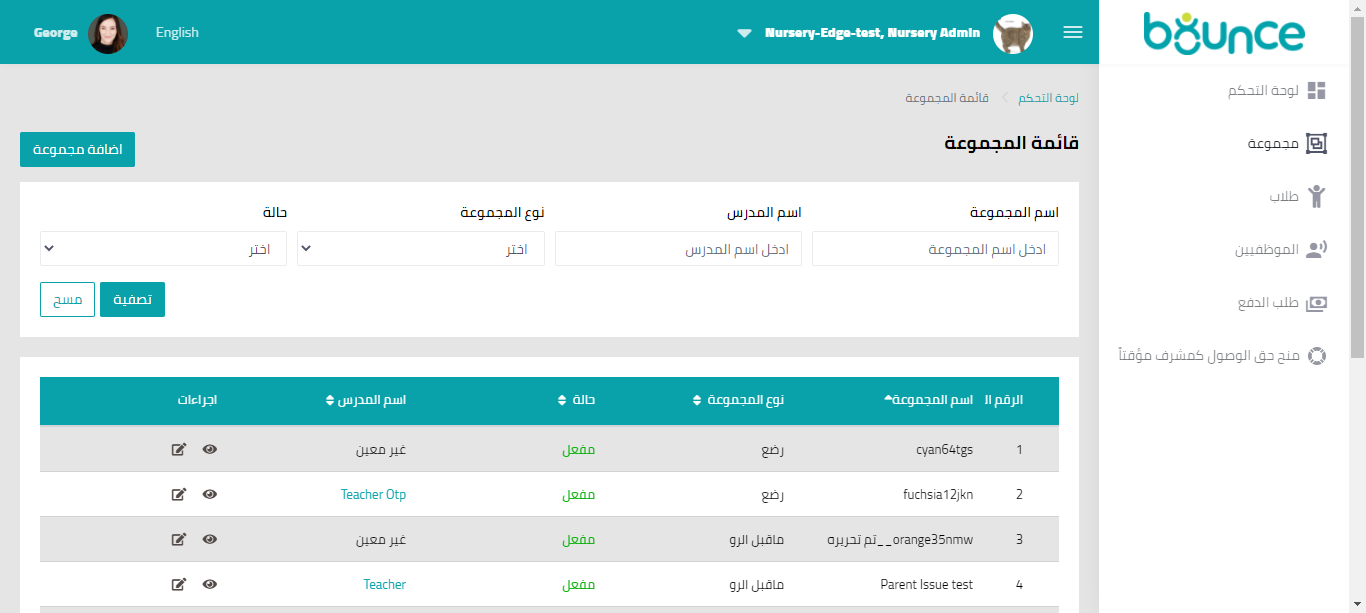 bounce
Nursery-Edge-test, Nursery Admin
English
George
لوحة التحكم
مجموعة
طلاب
الموظفيين
طلب الدفع
منح حق الوصول كمشرف مؤقتاً
لوحة التحكم
قائمة المجموعة
قائمة المجموعة
اضافة مجموعة
اسم المجموعة
اسم المدرس
نوع المجموعة
حالة
ادخل اسم المجموعة
ادخل اسم المدرس
اختر
اختر
تصفية
مسح
الرقم ال اسم المجموعة نوع المجموعة حالة اسم المدرس اجراءات
1 cyan64tgs رضع مفعل غير معين
2 fuchsia12jkn رضع مفعل Teacher Otp
3 orange35nmw__تم تحريره ماقبل الرو مفعل غير معين
4 Parent Issue test ماقبل الرو مفعل Teacher